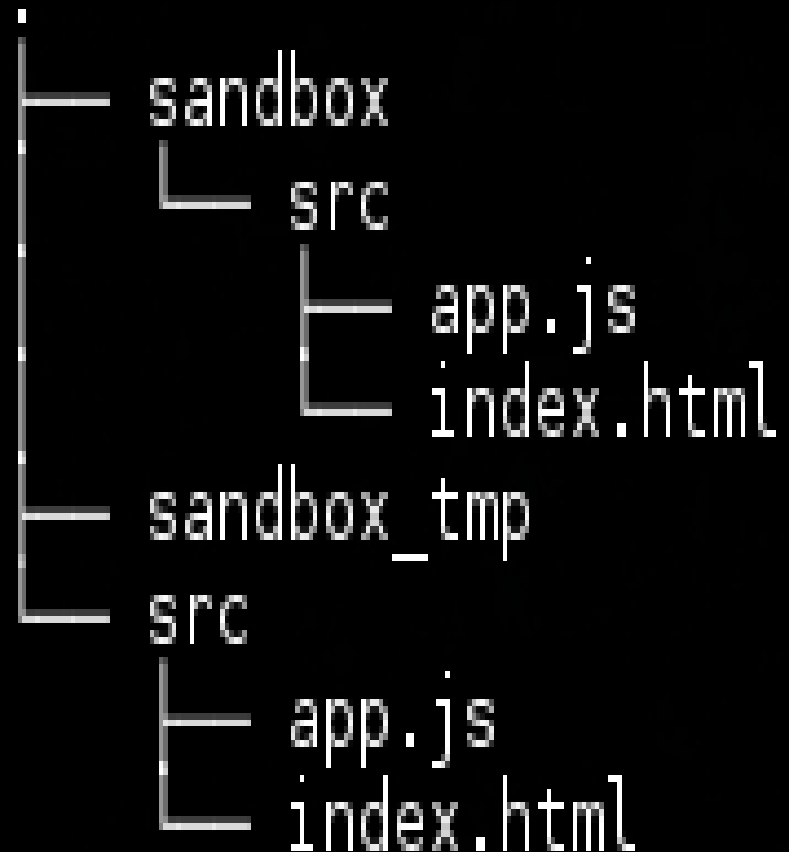 .
├── sandbox
│   └── src
│       ├── app.js
│       └── index.html
├── sandbox_tmp
└── src
    ├── app.js
    └── index.html